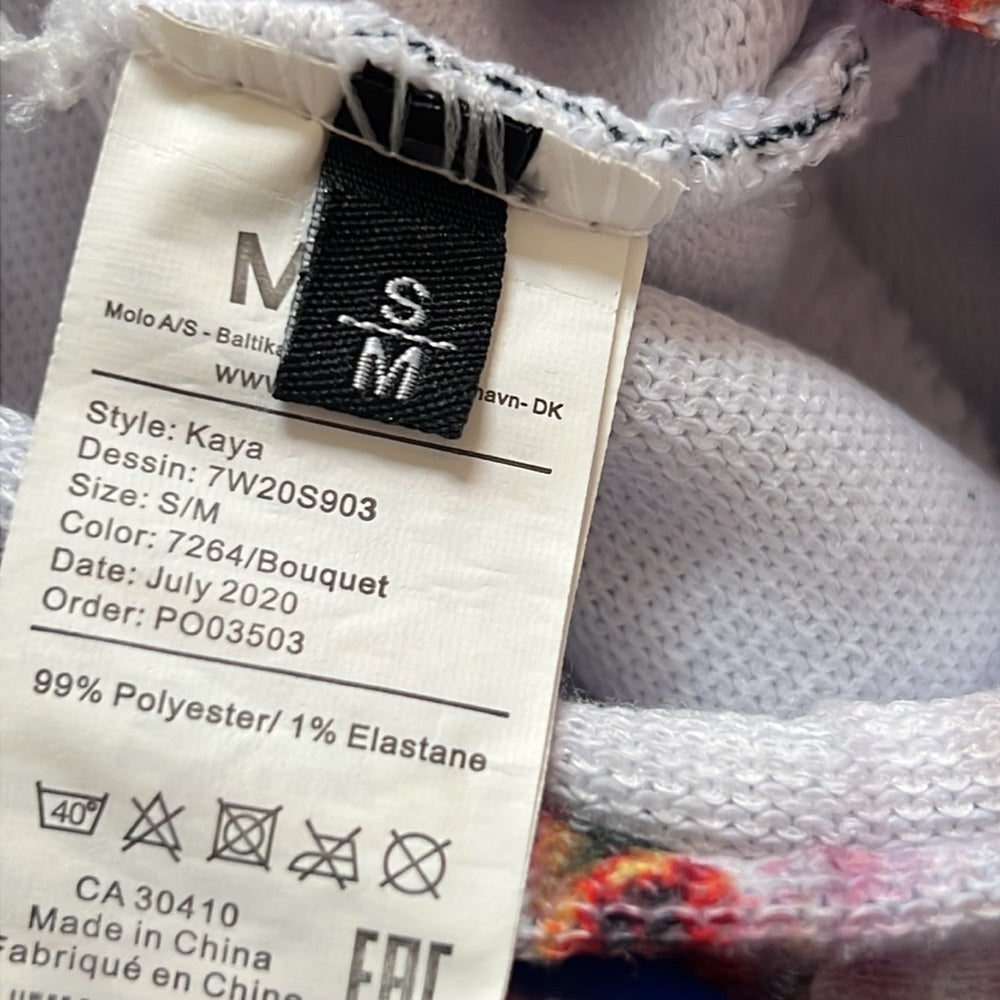 S
M
M
Molo A/S - Baltika
havn- DK
www
Style: Kaya
Dessin: 7W20S903
Size: S/M
Color: 7264/Bouquet
Date: July 2020
Order: PO03503
99% Polyester/ 1% Elastane
40°
CA 30410
Made in China
Fabriqué en Chine
EAC